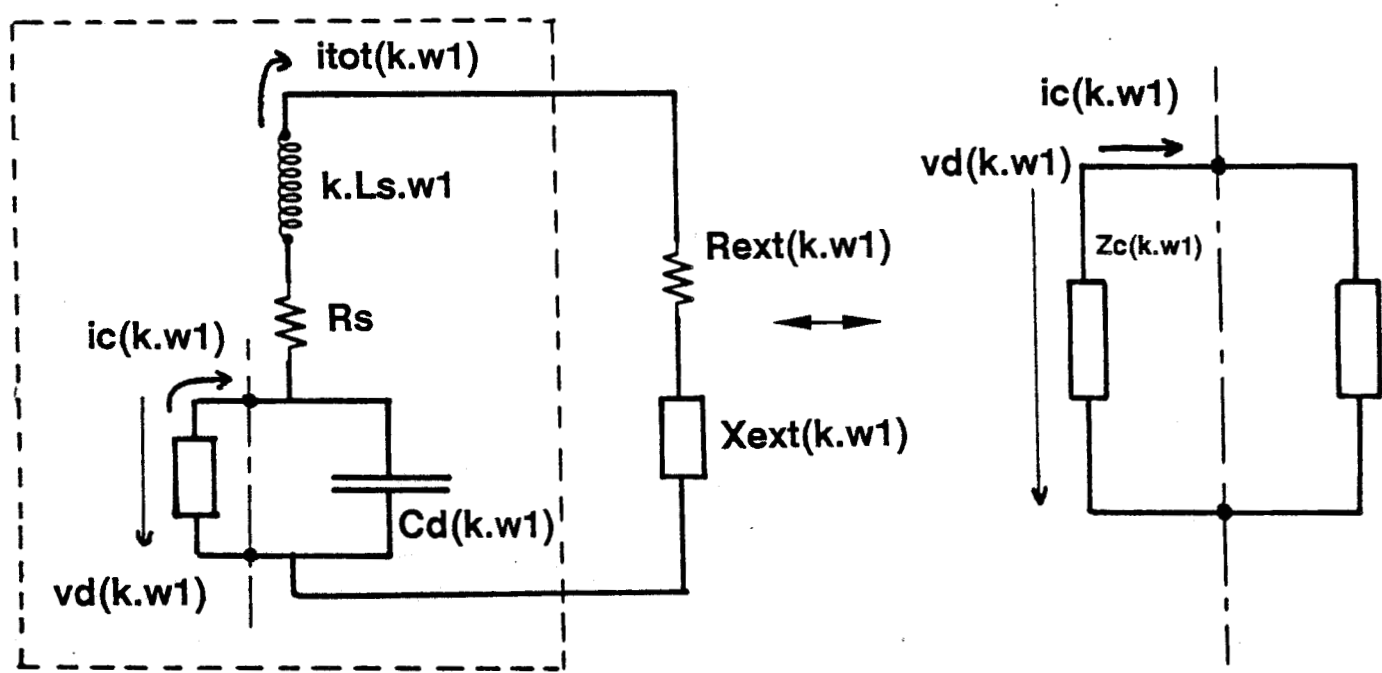 itot(k.w1)
k.Ls.w1
Rs
ic(k.w1)
vd(k.w1)
Cd(k.w1)
Rext(k.w1)
Xext(k.w1)
ic(k.w1)
vd(k.w1)
Zc(k.w1)